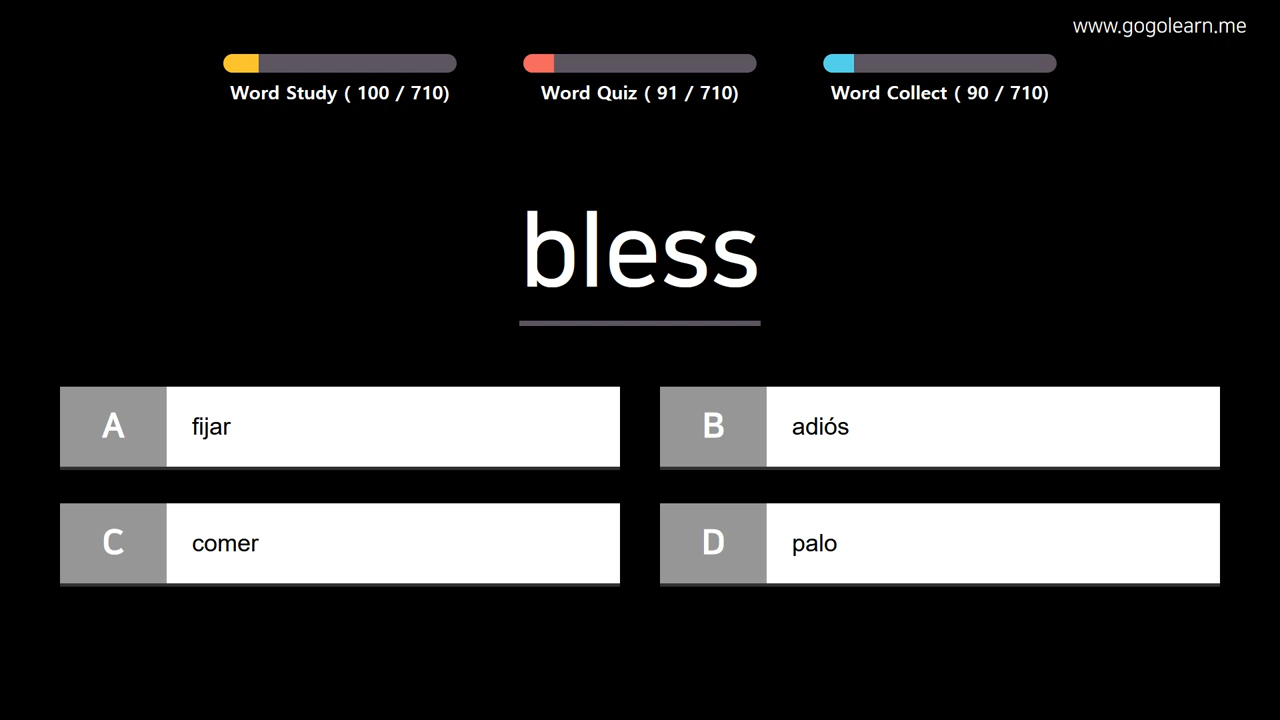 www.gogolearn.me
Word Study ( 100 / 710)
Word Quiz ( 91 / 710)
Word Collect ( 90 / 710)
bless
A fijar
B adiós
C comer
D palo